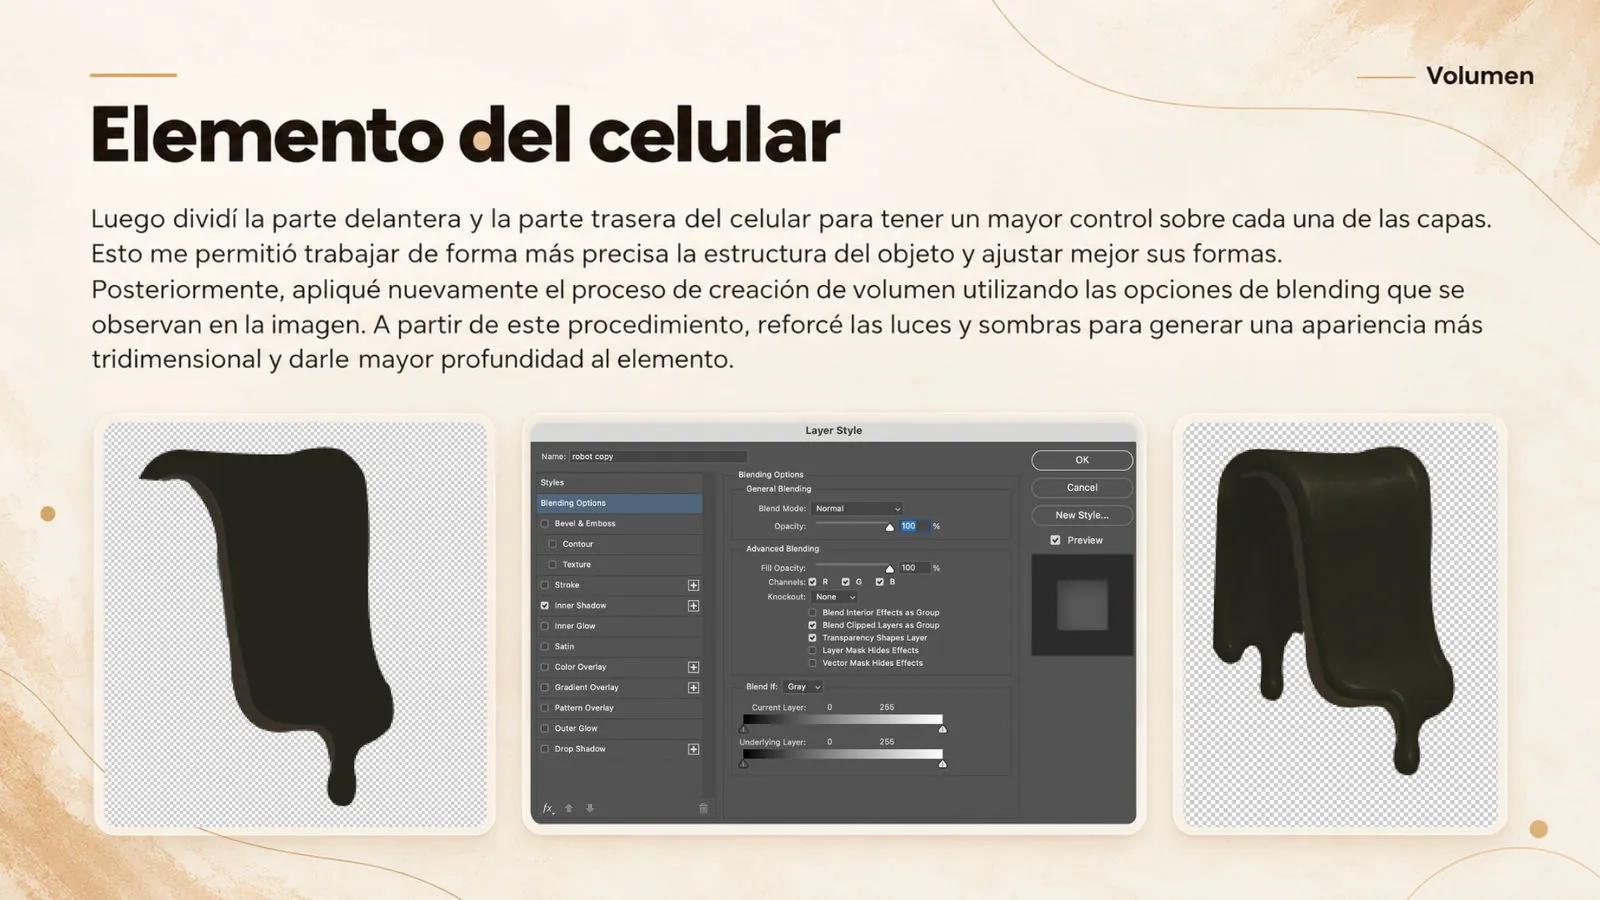 Volumen
Elemento del celular
Luego dividí la parte delantera y la parte trasera del celular para tener un mayor control sobre cada una de las capas.
Esto me permitió trabajar de forma más precisa la estructura del objeto y ajustar mejor sus formas.
Posteriormente, apliqué nuevamente el proceso de creación de volumen utilizando las opciones de blending que se
observan en la imagen. A partir de este procedimiento, reforcé las luces y sombras para generar una apariencia más
tridimensional y darle mayor profundidad al elemento.
Layer Style
Name: robot copy
Styles
Blending Options
Bevel & Emboss
Contour
Texture
Stroke
Inner Shadow
Inner Glow
Satin
Color Overlay
Gradient Overlay
Pattern Overlay
Outer Glow
Drop Shadow
fx
Blending Options
General Blending
Blend Mode: Normal
Opacity: 100 %
Advanced Blending
Fill Opacity: 100 %
Channels: R G B
Knockout: None
Blend Interior Effects as Group
Blend Clipped Layers as Group
Transparency Shapes Layer
Layer Mask Hides Effects
Vector Mask Hides Effects
Blend If: Gray
Current Layer: 0 255
Underlying Layer: 0 255
OK
Cancel
New Style...
Preview